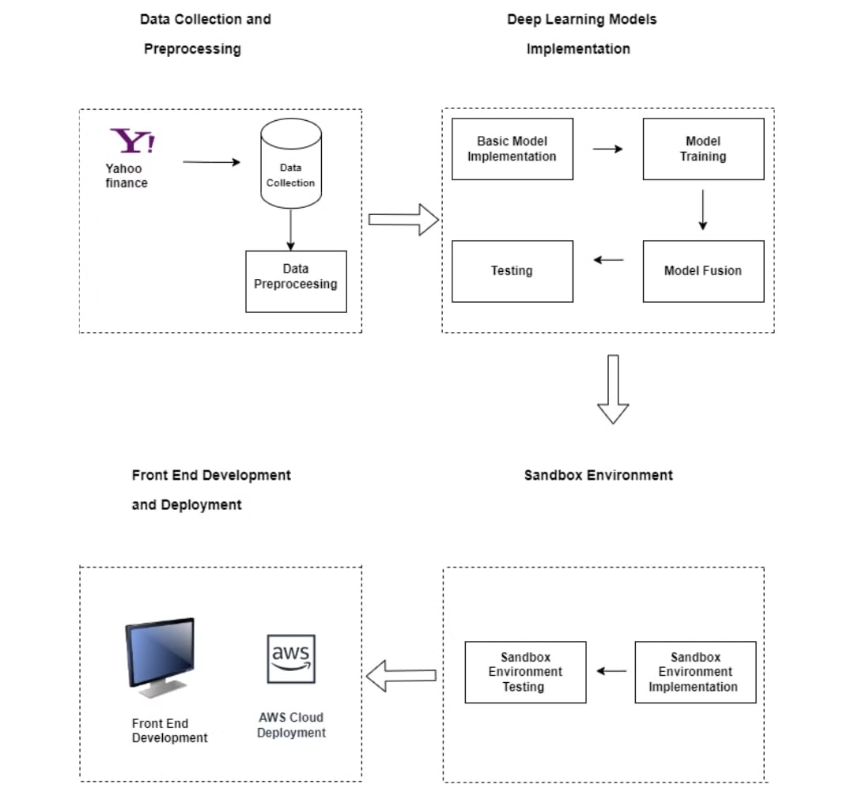 Data Collection and
Preprocessing
Deep Learning Models
Implementation
Y!
Yahoo
finance
Data
Collection
Data
Preproceesing
Basic Model
Implementation
Model
Training
Testing
Model Fusion
Front End Development
and Deployment
Sandbox Environment
aws
Front End
Development
AWS Cloud
Deployment
Sandbox
Environment
Testing
Sandbox
Environment
Implementation